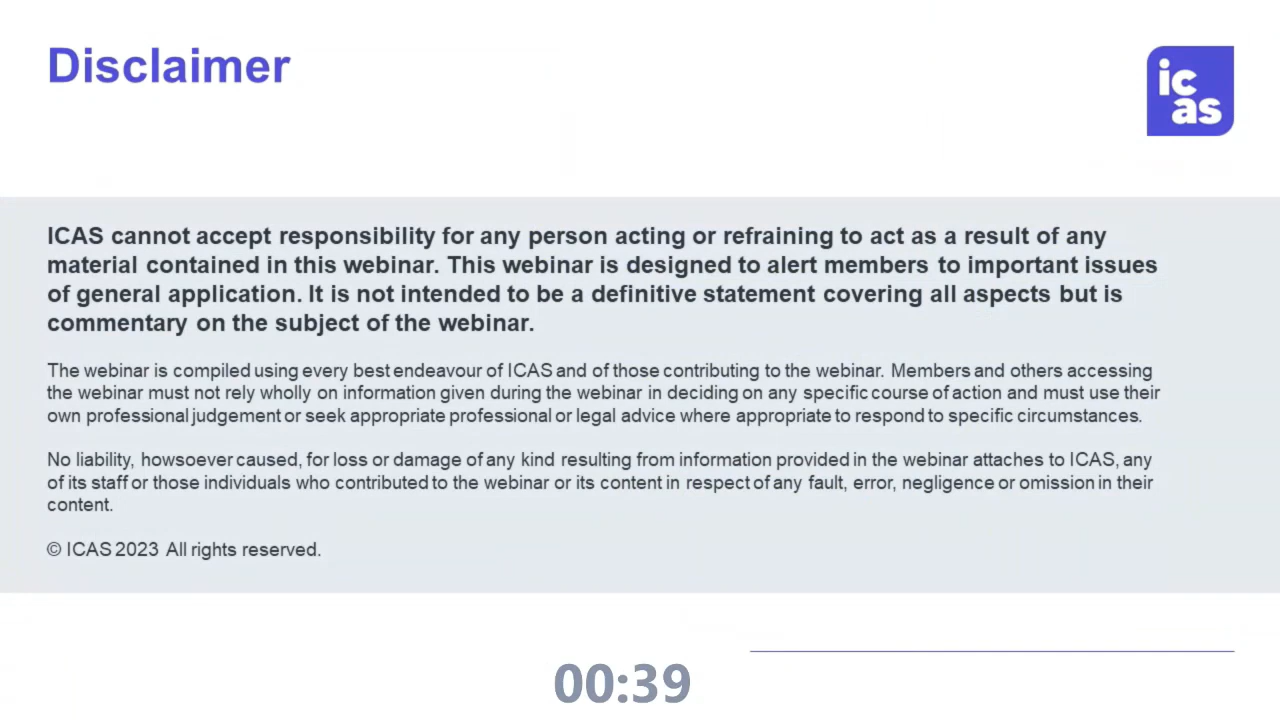 Disclaimer
ic
as
ICAS cannot accept responsibility for any person acting or refraining to act as a result of any
material contained in this webinar. This webinar is designed to alert members to important issues
of general application. It is not intended to be a definitive statement covering all aspects but is
commentary on the subject of the webinar.
The webinar is compiled using every best endeavour of ICAS and of those contributing to the webinar. Members and others accessing
the webinar must not rely wholly on information given during the webinar in deciding on any specific course of action and must use their
own professional judgement or seek appropriate professional or legal advice where appropriate to respond to specific circumstances.
No liability, howsoever caused, for loss or damage of any kind resulting from information provided in the webinar attaches to ICAS, any
of its staff or those individuals who contributed to the webinar or its content in respect of any fault, error, negligence or omission in their
content.
© ICAS 2023 All rights reserved.
00:39